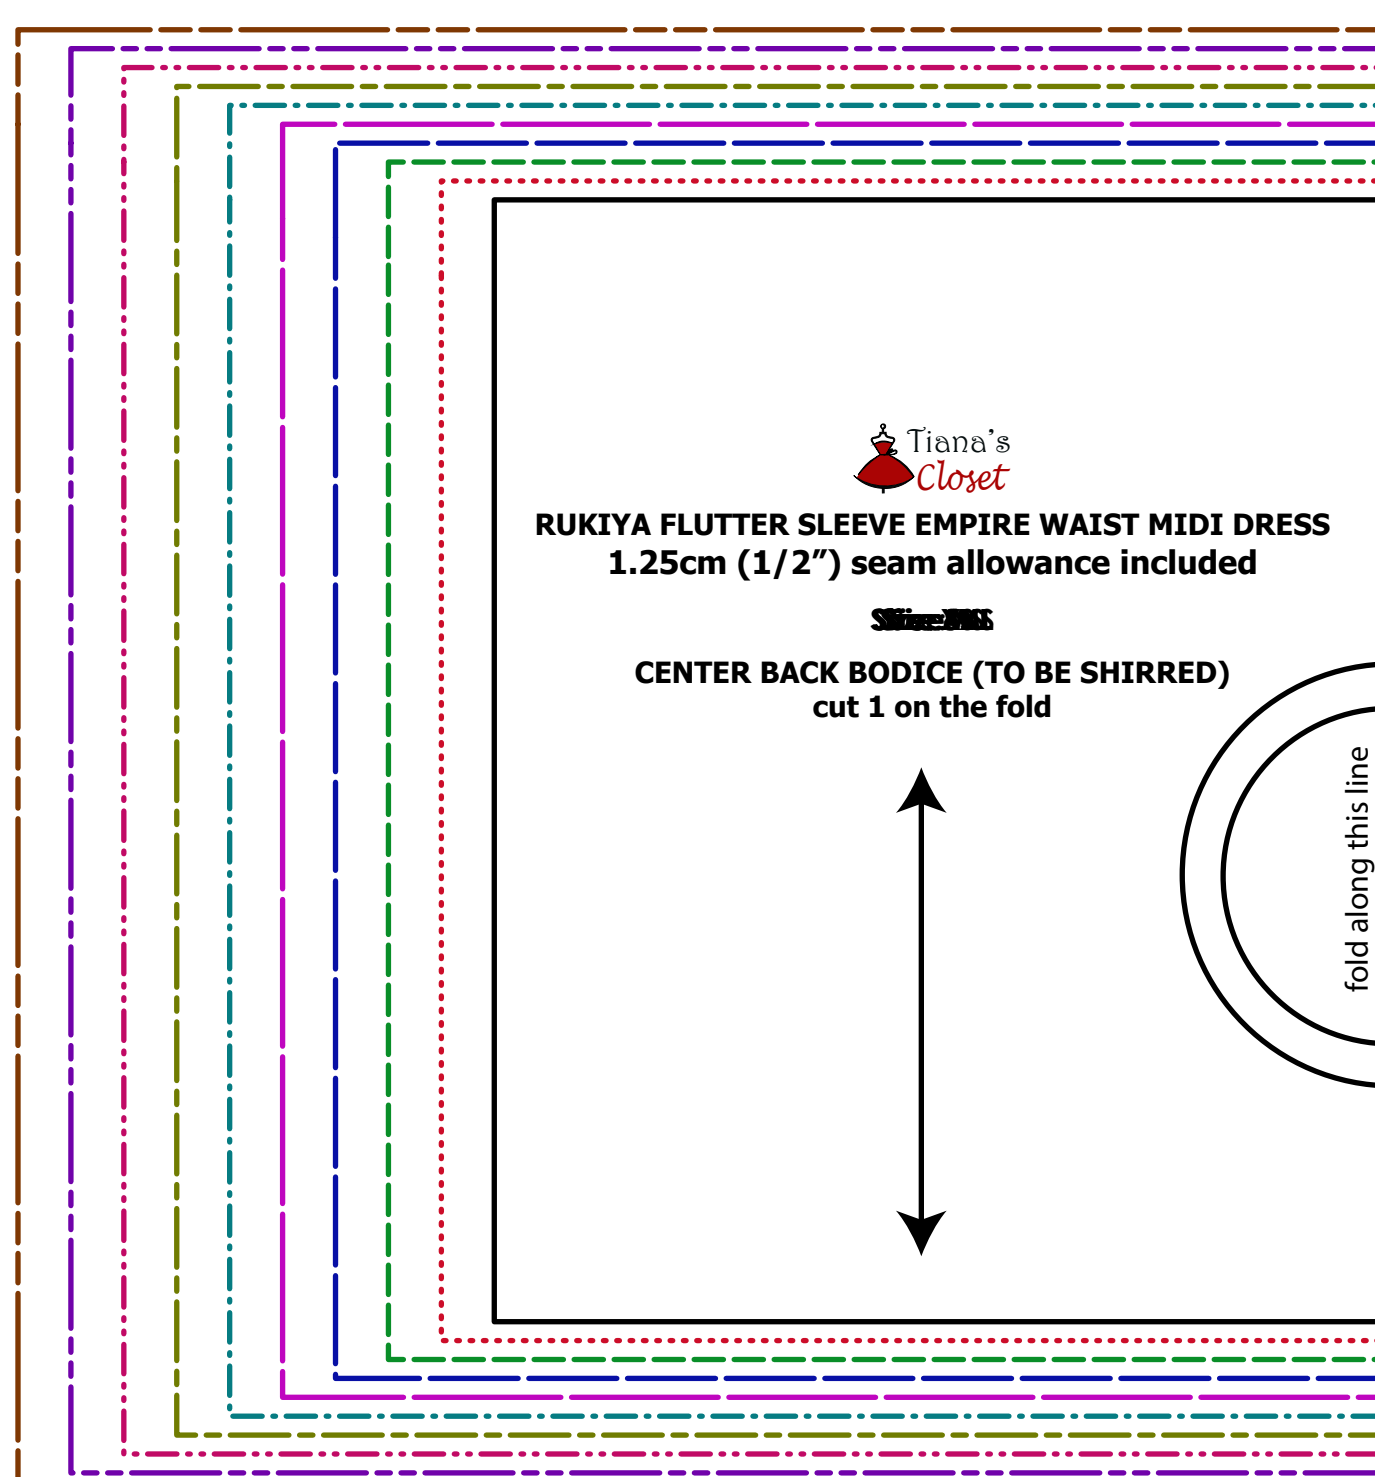 Tiana's
Closet
RUKIYA FLUTTER SLEEVE EMPIRE WAIST MIDI DRESS
1.25cm (1/2″) seam allowance included
CENTER BACK BODICE (TO BE SHIRRED)
cut 1 on the fold
fold along this line